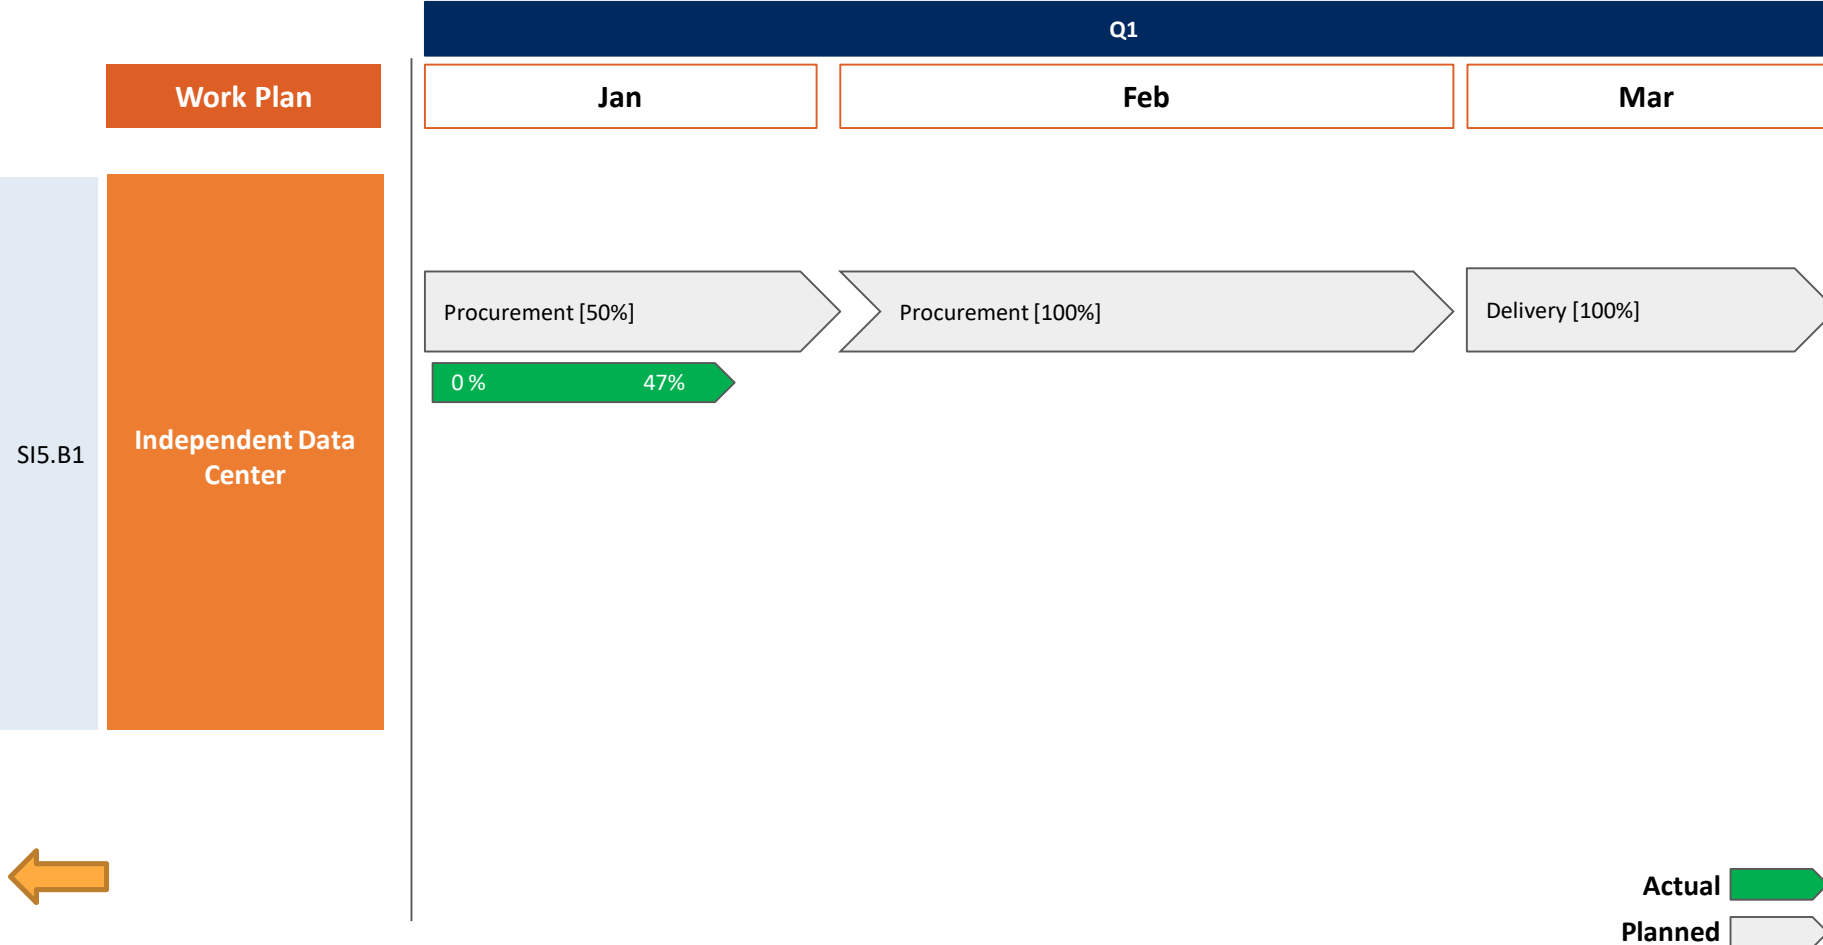 Q1
Work Plan
Jan
Feb
Mar
Procurement [50%]
Procurement [100%]
Delivery [100%]
0 %
47%
SI5.B1
Independent Data
Center
Actual
Planned